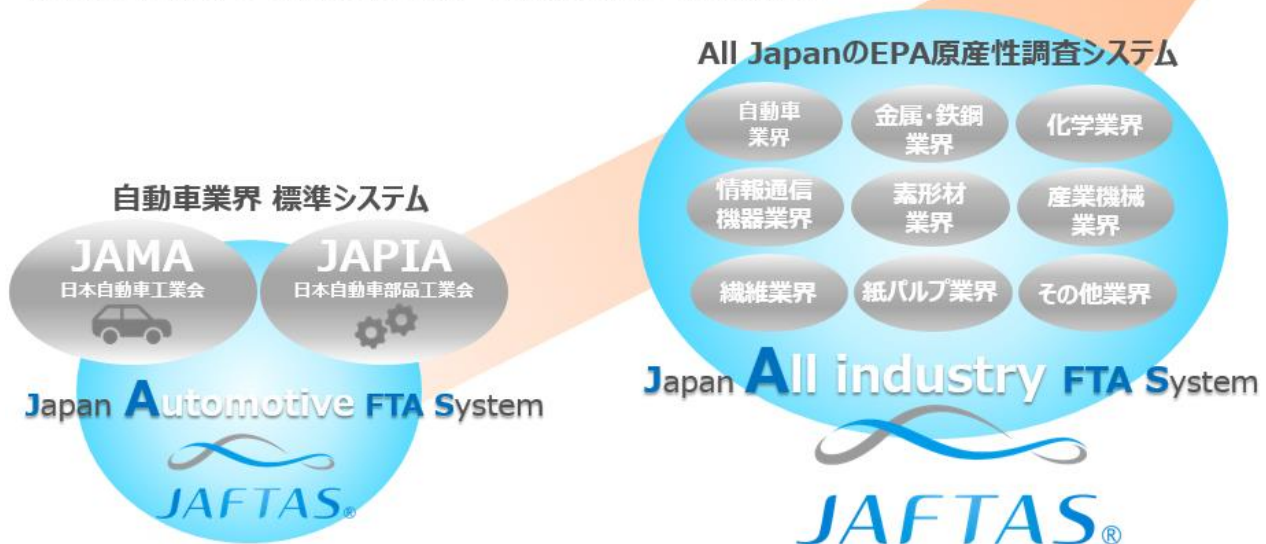 All JapanのEPA原産性調査システム
自動車
業界
金属・鉄鋼
業界
化学業界
情報通信
機器業界
素形材
業界
産業機械
業界
繊維業界
紙パルプ業界
その他業界
Japan All industry FTA System
JAFTAS®
自動車業界 標準システム
JAMA
日本自動車工業会
JAPIA
日本自動車部品工業会
Japan Automotive FTA System
JAFTAS®